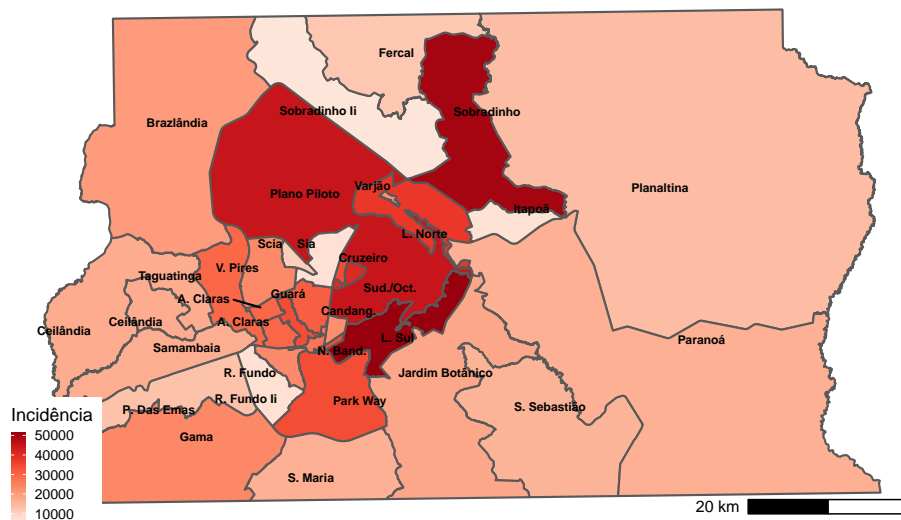 Fercal
Sobradinho Ii
Sobradinho
Brazlândia
Plano Piloto
Varjão
Planaltina
Itapoã
L. Norte
Scia
Sia
Cruzeiro
V. Pires
Taguatinga
Guará
Sud./Oct.
A. Claras
Candang.
Ceilândia
Ceilândia
A. Claras
L. Sul
Samambaia
N. Band.
Paranoá
R. Fundo
Jardim Botânico
R. Fundo Ii
Park Way
P. Das Emas
S. Sebastião
Gama
S. Maria
Incidência
50000
40000
30000
20000
10000
20 km